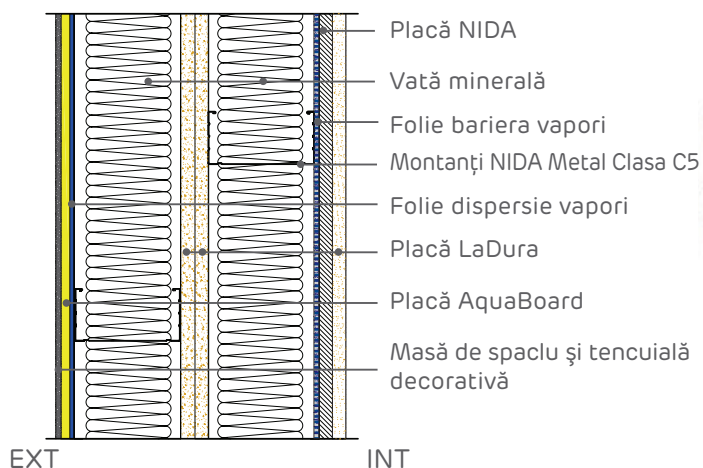 Placă NIDA
Vată minerală
Folie bariera vapori
Montanți NIDA Metal Clasa C5
Folie dispersie vapori
Placă LaDura
Placă AquaBoard
Masă de spaclu şi tencuială
decorativă
EXT
INT